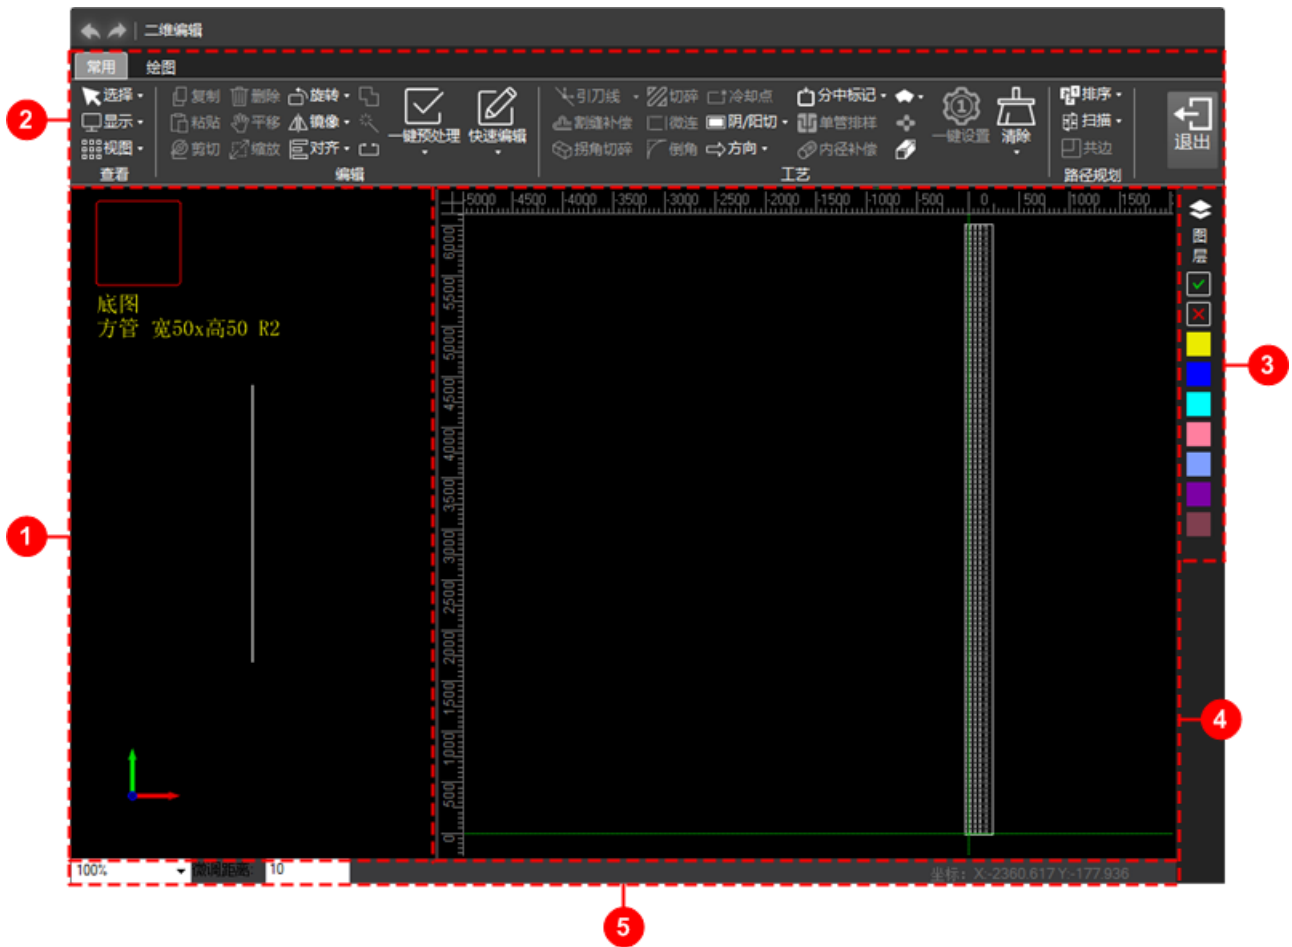 二维编辑
常用 绘图
选择 复制 删除 旋转 引刀线 切碎 冷却点 分中标记 排序
显示 粘贴 平移 镜像 一键预处理 快速编辑 割缝补偿 微连 阴/阳切 单管排样 一键设置 清除 扫描 退出
视图 剪切 缩放 对齐 拐角切碎 倒角 方向 内径补偿 共边
查看 编辑 工艺 路径规划
2
-5000 -4500 -4000 -3500 -3000 -2500 -2000 -1500 -1000 -500 0 500 1000 1500
图层
底图
方管 宽50x高50 R2
6000
5500
5000
4500
4000
3500
3000
2500
2000
1500
1000
500
0
3
1
4
100% 微调距离: 10 坐标: X:-2360.617 Y:-177.936
5